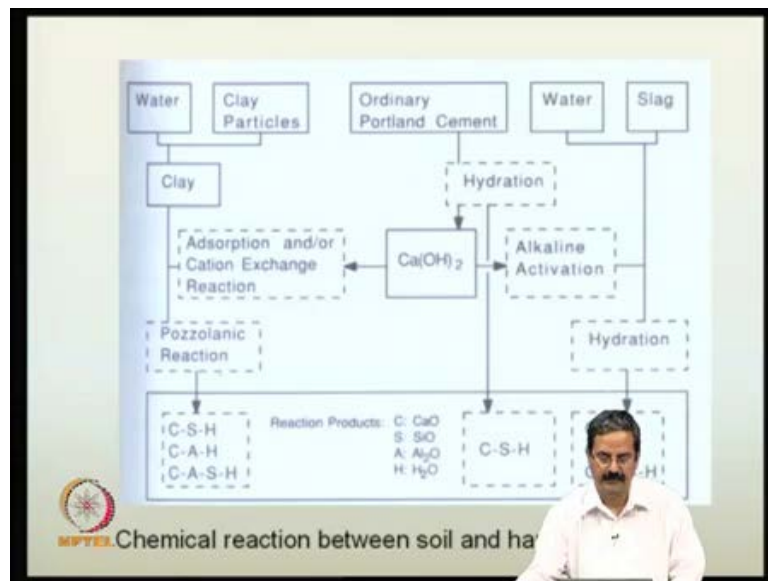 Water
Clay
Particles
Ordinary
Portland Cement
Water
Slag
Clay
Hydration
Adsorption and/or
Cation Exchange
Reaction
Ca(OH)2
Alkaline
Activation
Pozzolanic
Reaction
Hydration
C-S-H
C-A-H
C-A-S-H
Reaction Products: C: CaO
S: SiO
A: Al2O
H: H2O
C-S-H
NPTEL
Chemical reaction between soil and